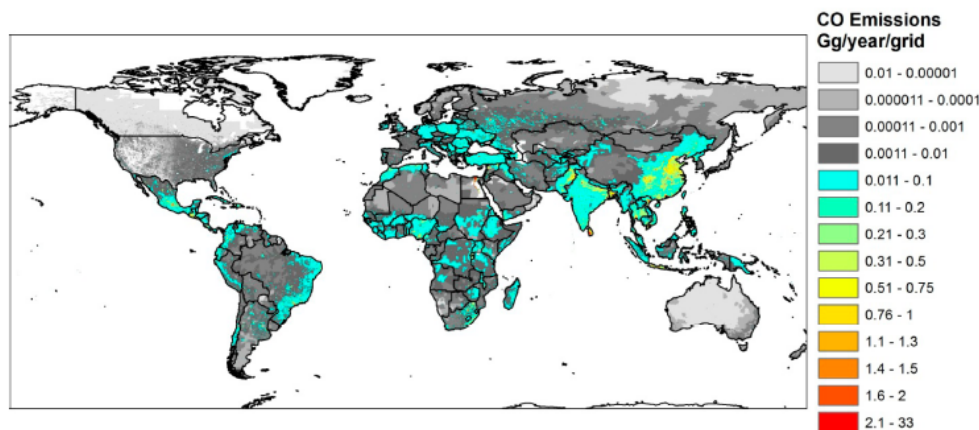 CO Emissions
Gg/year/grid
0.01 - 0.00001
0.000011 - 0.0001
0.00011 - 0.001
0.0011 - 0.01
0.011 - 0.1
0.11 - 0.2
0.21 - 0.3
0.31 - 0.5
0.51 - 0.75
0.76 - 1
1.1 - 1.3
1.4 - 1.5
1.6 - 2
2.1 - 33